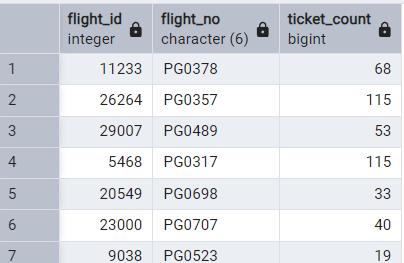 flight_id flight_no ticket_count
integer character (6) bigint
1 11233 PG0378 68
2 26264 PG0357 115
3 29007 PG0489 53
4 5468 PG0317 115
5 20549 PG0698 33
6 23000 PG0707 40
7 9038 PG0523 19